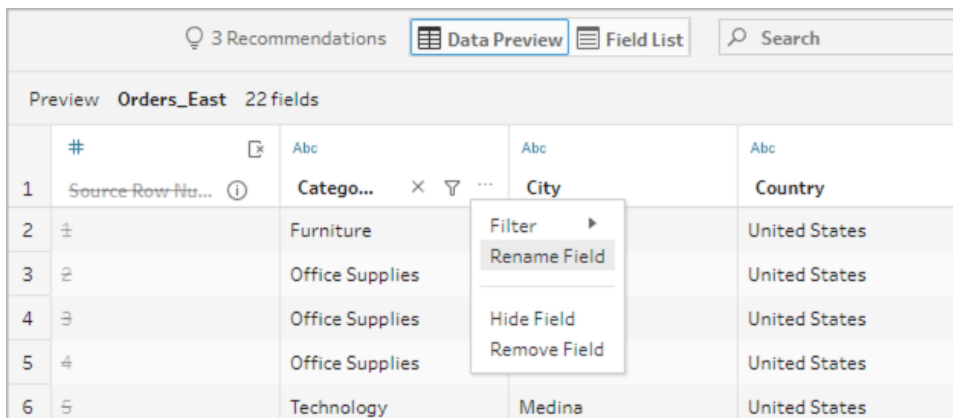 3 Recommendations Data Preview Field List Search
Preview Orders_East 22 fields
# Abc Abc Abc
1 Source Row Nu... Catego... ... City Country
2 1 Furniture United States
3 2 Office Supplies United States
4 3 Office Supplies United States
5 4 Office Supplies United States
6 5 Technology Medina United States
Filter
Rename Field
Hide Field
Remove Field